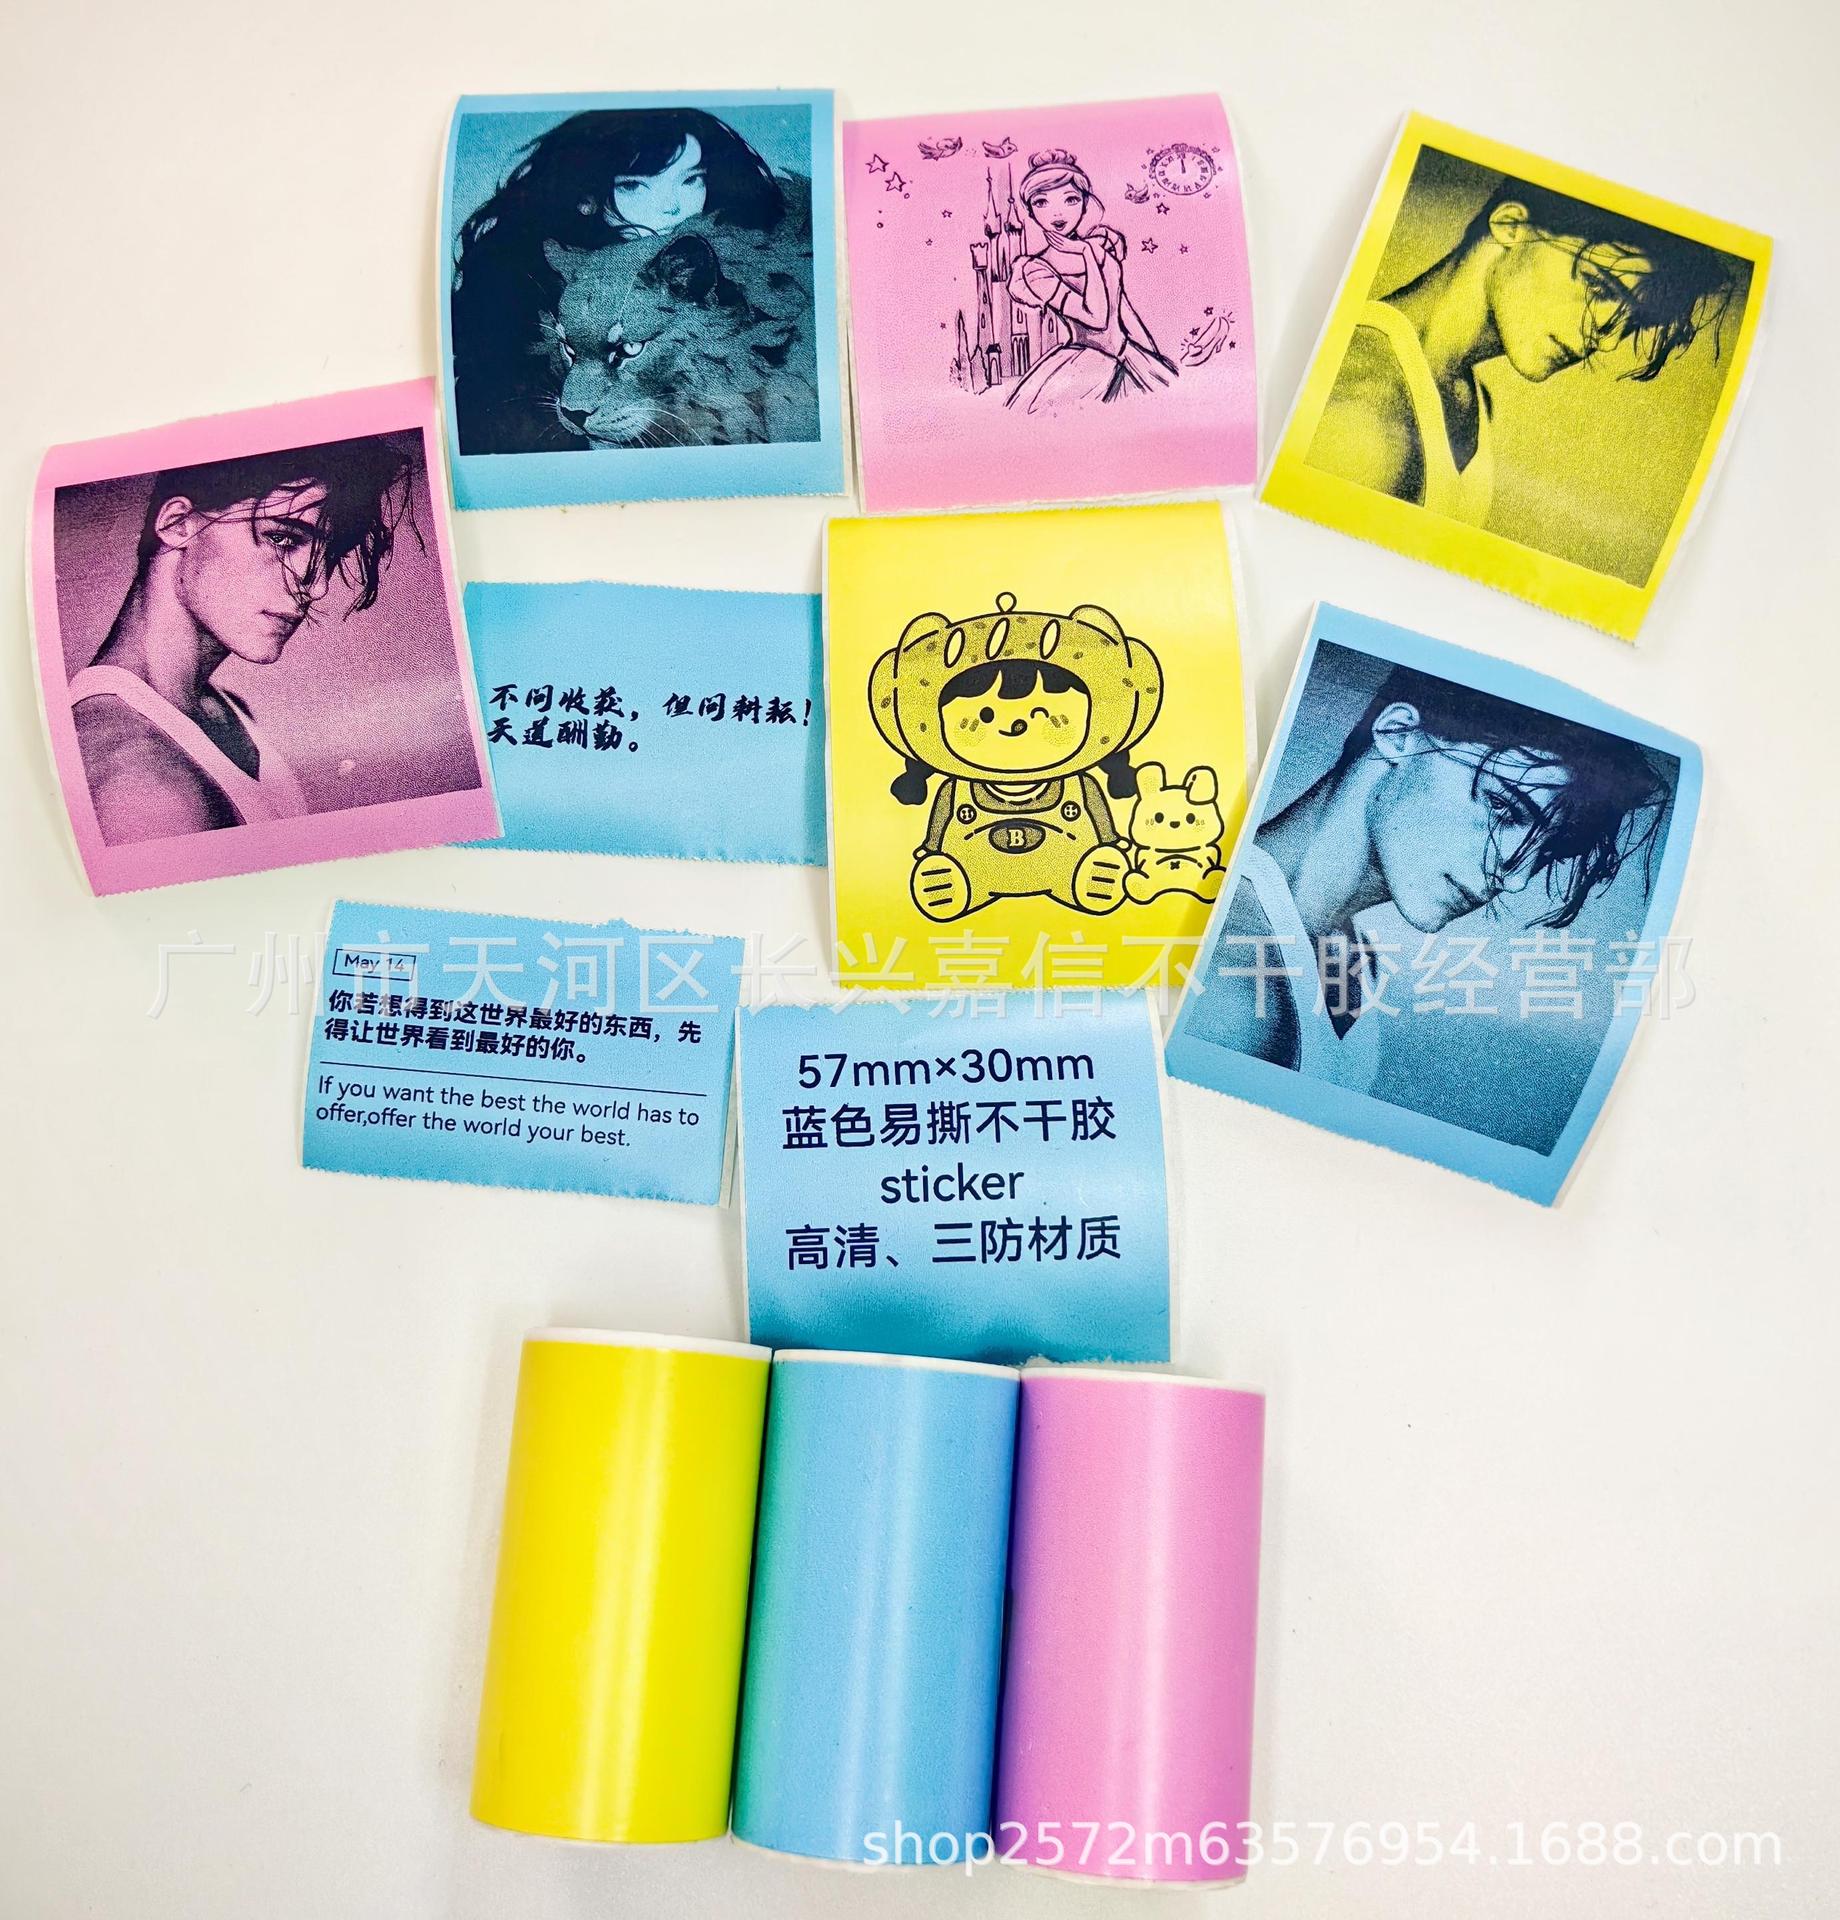 不问收获，但问耕耘！
天道酬勤。
B
广州市天河区长兴嘉信不干胶经营部
May 14
你若想得到这世界最好的东西，先
得让世界看到最好的你。
If you want the best the world has to
offer,offer the world your best.
57mm×30mm
蓝色易撕不干胶
sticker
高清、三防材质
shop2572m63576954.1688.com